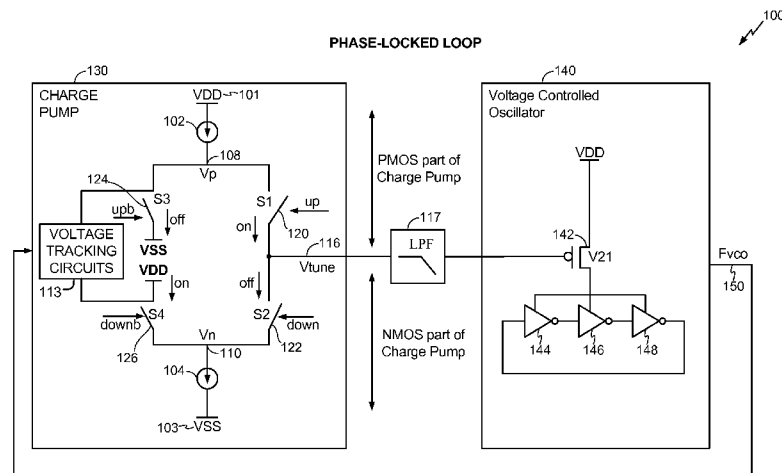 100
PHASE-LOCKED LOOP
130
140
CHARGE
PUMP
VDD
101
102
108
Vp
124
S3
upb
off
VSS
VOLTAGE
TRACKING
CIRCUITS
113
VDD
on
S4
downb
126
Vn
110
104
103
VSS
S1
up
on
120
116
Vtune
off
S2
down
122
PMOS part of
Charge Pump
117
LPF
NMOS part of
Charge Pump
Voltage Controlled
Oscillator
VDD
142
V21
144
146
148
Fvco
150